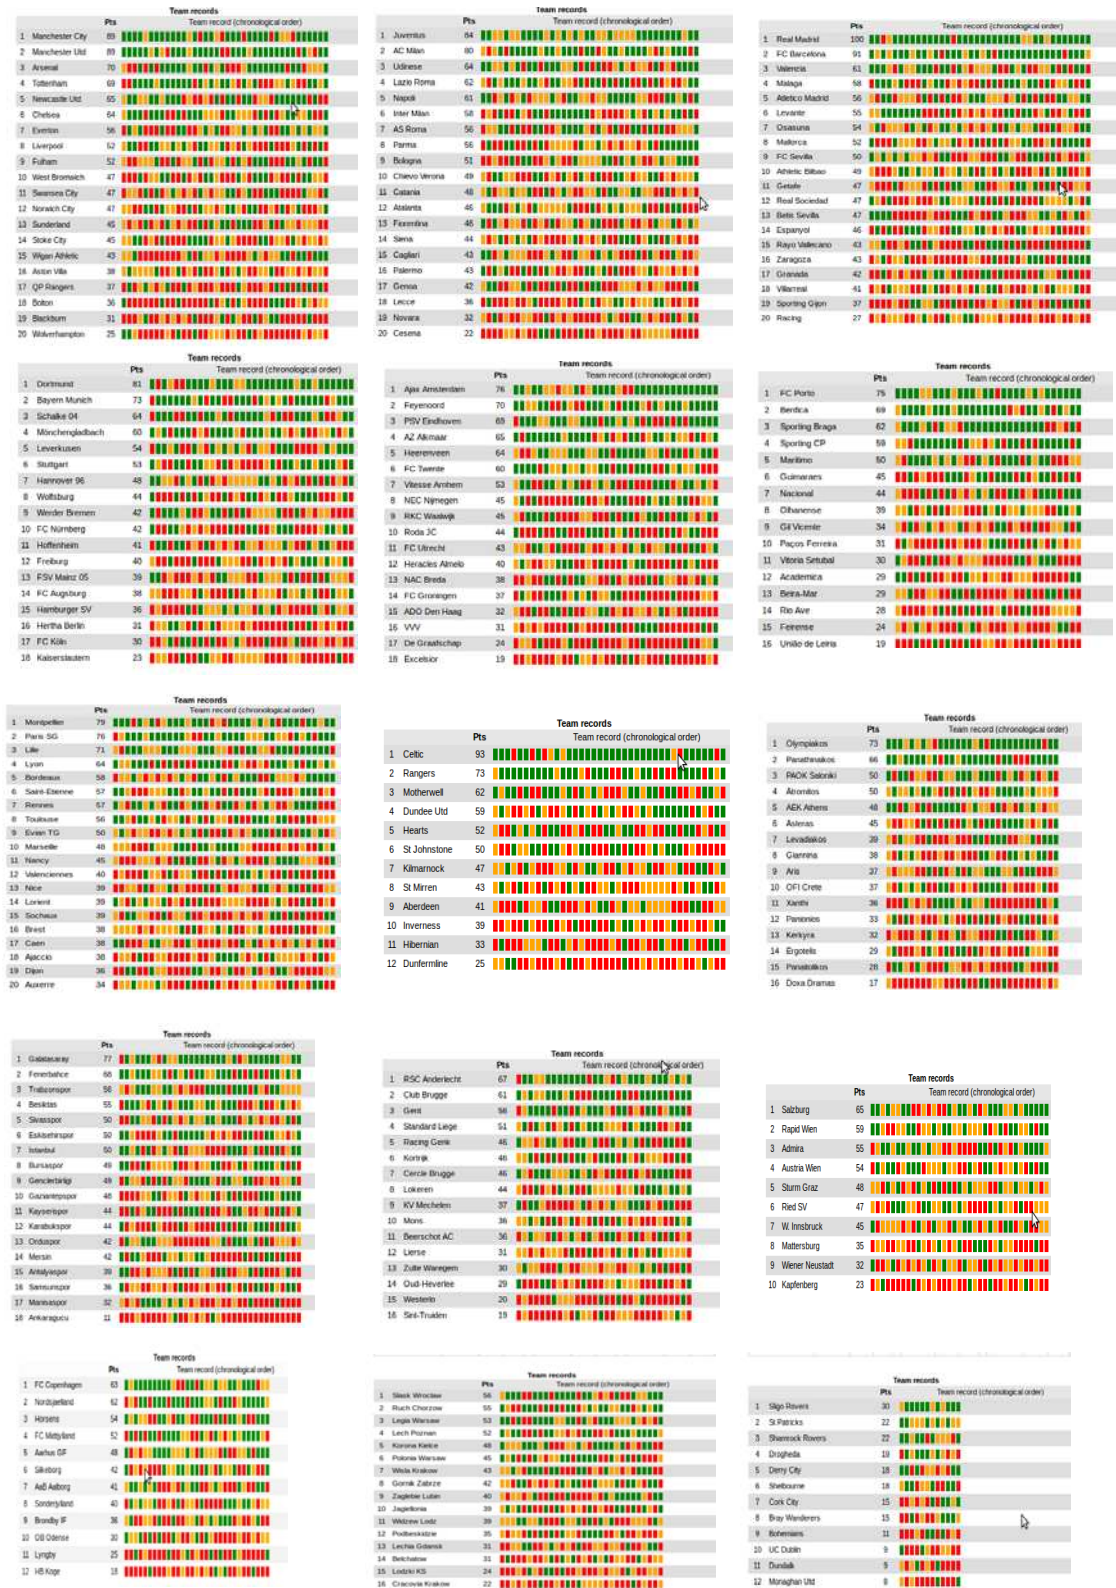 Team records
Pts Team record (chronological order)
1 Manchester City 89
2 Manchester Utd 89
3 Arsenal 70
4 Tottenham 69
5 Newcastle Utd 65
6 Chelsea 64
7 Everton 56
8 Liverpool 52
9 Fulham 52
10 West Bromwich 47
11 Swansea City 47
12 Norwich City 47
13 Sunderland 45
14 Stoke City 45
15 Wigan Athletic 43
16 Aston Villa 38
17 QP Rangers 37
18 Bolton 36
19 Blackburn 31
20 Wolverhampton 25
Team records
Pts Team record (chronological order)
1 Juventus 84
2 AC Milan 80
3 Udinese 64
4 Lazio Roma 62
5 Napoli 61
6 Inter Milan 58
7 AS Roma 56
8 Parma 56
9 Bologna 51
10 Chievo Verona 49
11 Catania 48
12 Atalanta 46
13 Fiorentina 46
14 Siena 44
15 Cagliari 43
16 Palermo 43
17 Genoa 42
18 Lecce 36
19 Novara 32
20 Cesena 22
Team records
Pts Team record (chronological order)
1 Real Madrid 100
2 FC Barcelona 91
3 Valencia 61
4 Malaga 58
5 Atletico Madrid 56
6 Levante 55
7 Osasuna 54
8 Mallorca 52
9 FC Sevilla 50
10 Athletic Bilbao 49
11 Getafe 47
12 Real Sociedad 47
13 Betis Sevilla 47
14 Espanyol 46
15 Rayo Vallecano 43
16 Zaragoza 43
17 Granada 42
18 Villarreal 41
19 Sporting Gijon 37
20 Racing 27
Team records
Pts Team record (chronological order)
1 Dortmund 81
2 Bayern Munich 73
3 Schalke 04 64
4 Mönchengladbach 60
5 Leverkusen 54
6 Stuttgart 53
7 Hannover 96 48
8 Wolfsburg 44
9 Werder Bremen 42
10 FC Nürnberg 42
11 Hoffenheim 41
12 Freiburg 40
13 FSV Mainz 05 39
14 FC Augsburg 38
15 Hamburger SV 36
16 Hertha Berlin 31
17 FC Köln 30
18 Kaiserslautern 23
Team records
Pts Team record (chronological order)
1 Ajax Amsterdam 76
2 Feyenoord 70
3 PSV Eindhoven 69
4 AZ Alkmaar 65
5 Heerenveen 64
6 FC Twente 60
7 Vitesse Arnhem 53
8 NEC Nijmegen 45
9 RKC Waalwijk 45
10 Roda JC 44
11 FC Utrecht 43
12 Heracles Almelo 40
13 NAC Breda 38
14 FC Groningen 37
15 ADO Den Haag 32
16 VVV 31
17 De Graafschap 24
18 Excelsior 19
Team records
Pts Team record (chronological order)
1 FC Porto 75
2 Benfica 69
3 Sporting Braga 62
4 Sporting CP 59
5 Maritimo 50
6 Guimaraes 45
7 Nacional 44
8 Olhanense 39
9 Gil Vicente 34
10 Paços Ferreira 31
11 Vitoria Setubal 30
12 Academica 29
13 Beira-Mar 29
14 Rio Ave 28
15 Feirense 24
16 União de Leiria 19
Team records
Pts Team record (chronological order)
1 Montpellier 79
2 Paris SG 76
3 Lille 71
4 Lyon 64
5 Bordeaux 58
6 Saint-Etienne 57
7 Rennes 57
8 Toulouse 56
9 Evian TG 50
10 Marseille 48
11 Nancy 45
12 Valenciennes 40
13 Nice 39
14 Lorient 39
15 Sochaux 39
16 Brest 38
17 Caen 38
18 Ajaccio 38
19 Dijon 36
20 Auxerre 34
Team records
Pts Team record (chronological order)
1 Celtic 93
2 Rangers 73
3 Motherwell 62
4 Dundee Utd 59
5 Hearts 52
6 St Johnstone 50
7 Kilmarnock 47
8 St Mirren 43
9 Aberdeen 41
10 Inverness 39
11 Hibernian 33
12 Dunfermline 25
Team records
Pts Team record (chronological order)
1 Olympiakos 73
2 Panathinaikos 66
3 PAOK Saloniki 50
4 Atromitos 50
5 AEK Athens 48
6 Asteras 45
7 Levadiakos 39
8 Giannina 38
9 Aris 37
10 OFI Crete 37
11 Xanthi 36
12 Panionios 33
13 Kerkyra 32
14 Ergotelis 29
15 Panaitolikos 28
16 Doxa Dramas 17
Team records
Pts Team record (chronological order)
1 Galatasaray 77
2 Fenerbahce 68
3 Trabzonspor 56
4 Besiktas 55
5 Sivasspor 50
6 Eskisehirspor 50
7 Istanbul 50
8 Bursaspor 49
9 Genclerbirligi 49
10 Gaziantepspor 48
11 Kayserispor 44
12 Karabukspor 44
13 Orduspor 42
14 Mersin 42
15 Antalyaspor 39
16 Samsunspor 36
17 Manisaspor 32
18 Ankaragucu 11
Team records
Pts Team record (chronological order)
1 RSC Anderlecht 67
2 Club Brugge 61
3 Gent 56
4 Standard Liege 51
5 Racing Genk 46
6 Kortrijk 46
7 Cercle Brugge 46
8 Lokeren 44
9 KV Mechelen 37
10 Mons 36
11 Beerschot AC 36
12 Lierse 31
13 Zulte Waregem 30
14 Oud-Heverlee 29
15 Westerlo 20
16 Sint-Truiden 19
Team records
Pts Team record (chronological order)
1 Salzburg 65
2 Rapid Wien 59
3 Admira 55
4 Austria Wien 54
5 Sturm Graz 48
6 Ried SV 47
7 W. Innsbruck 45
8 Mattersburg 35
9 Wiener Neustadt 32
10 Kapfenberg 23
Team records
Pts Team record (chronological order)
1 FC Copenhagen 63
2 Nordsjaelland 62
3 Horsens 54
4 FC Midtjylland 52
5 Aarhus GF 48
6 Silkeborg 42
7 AaB Aalborg 41
8 Sonderjylland 40
9 Brondby IF 36
10 OB Odense 30
11 Lyngby 25
12 HB Koge 18
Team records
Pts Team record (chronological order)
1 Slask Wroclaw 56
2 Ruch Chorzow 55
3 Legia Warsaw 53
4 Lech Poznan 52
5 Korona Kielce 48
6 Polonia Warsaw 45
7 Wisla Krakow 43
8 Gornik Zabrze 42
9 Zaglebie Lubin 40
10 Jagiellonia 39
11 Widzew Lodz 39
12 Podbeskidzie 35
13 Lechia Gdansk 31
14 Belchatow 31
15 Lodzki KS 24
16 Cracovia Krakow 22
Team records
Pts Team record (chronological order)
1 Sligo Rovers 30
2 St Patricks 22
3 Shamrock Rovers 22
4 Drogheda 19
5 Derry City 18
6 Shelbourne 18
7 Cork City 15
8 Bray Wanderers 15
9 Bohemians 11
10 UC Dublin 9
11 Dundalk 9
12 Monaghan Utd 8